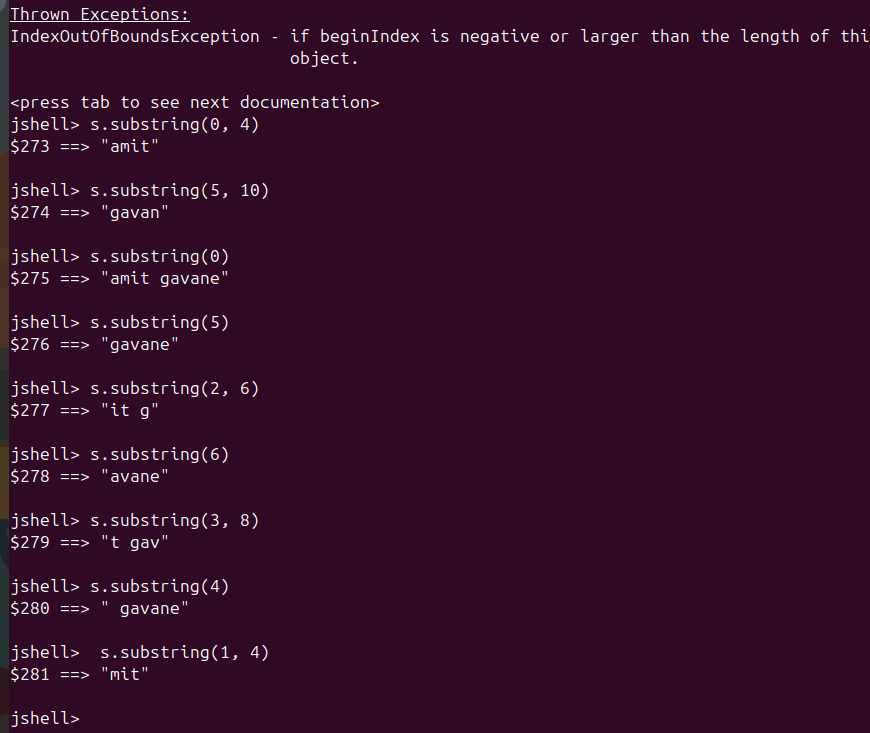 Thrown Exceptions:
IndexOutOfBoundsException - if beginIndex is negative or larger than the length of thi
object.
<press tab to see next documentation>
jshell> s.substring(0, 4)
$273 ==> "amit"
jshell> s.substring(5, 10)
$274 ==> "gavan"
jshell> s.substring(0)
$275 ==> "amit gavane"
jshell> s.substring(5)
$276 ==> "gavane"
jshell> s.substring(2, 6)
$277 ==> "it g"
jshell> s.substring(6)
$278 ==> "avane"
jshell> s.substring(3, 8)
$279 ==> "t gav"
jshell> s.substring(4)
$280 ==> " gavane"
jshell>  s.substring(1, 4)
$281 ==> "mit"
jshell>